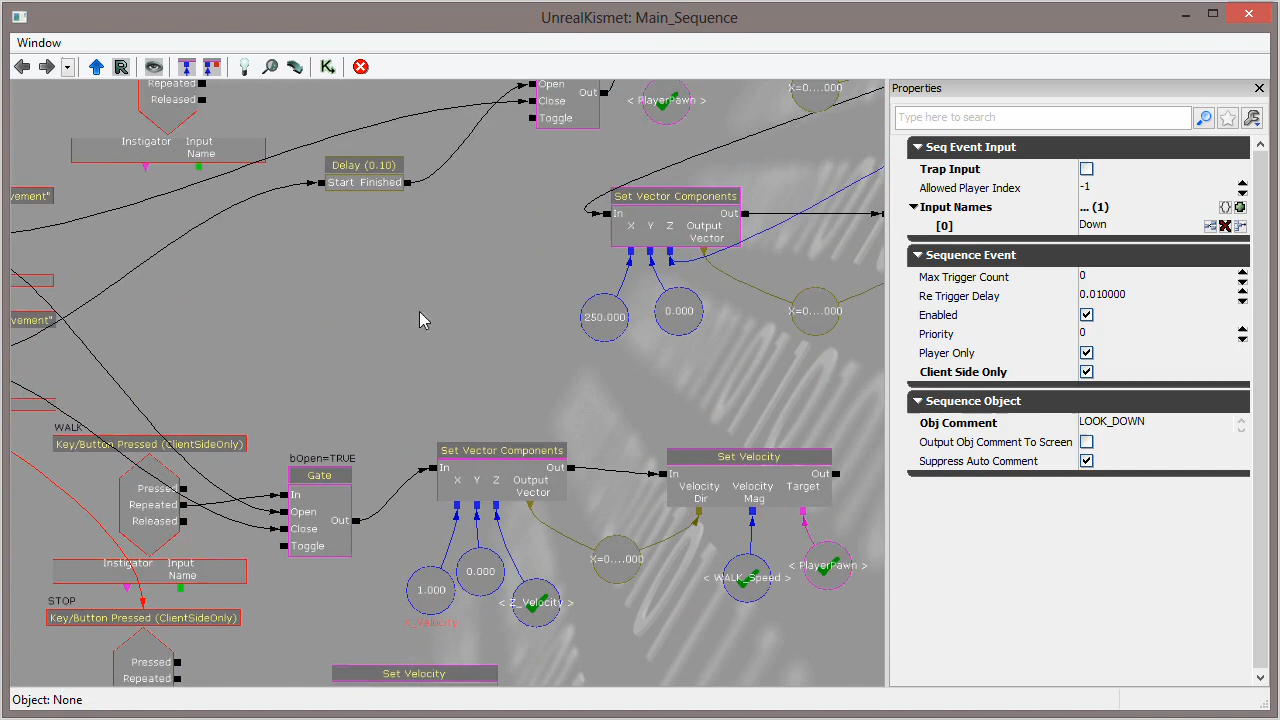 UnrealKismet: Main_Sequence
Window
Repeated
Released
Instigator Input
Name
Open
Close
Toggle
Out
< PlayerPawn >
X=0....000
Delay (0.10)
Start Finished
vement"
Set Vector Components
In Out
X Y Z Output
Vector
250.000
0.000
X=0....000
vement"
WALK
Key/Button Pressed (ClientSideOnly)
Pressed
Repeated
Released
Instigator Input
Name
bOpen=TRUE
Gate
In
Open
Close
Toggle
Out
Set Vector Components
In Out
X Y Z Output
Vector
1.000
0.000
< Z_Velocity >
X=0....000
Set Velocity
In Out
Velocity Velocity Target
Dir Mag
< WALK_Speed >
< PlayerPawn >
STOP
Key/Button Pressed (ClientSideOnly)
Pressed
Repeated
Set Velocity
Properties
Type here to search
Seq Event Input
Trap Input
Allowed Player Index -1
Input Names ... (1)
[0] Down
Sequence Event
Max Trigger Count 0
Re Trigger Delay 0.010000
Enabled
Priority 0
Player Only
Client Side Only
Sequence Object
Obj Comment LOOK_DOWN
Output Obj Comment To Screen
Suppress Auto Comment
Object: None